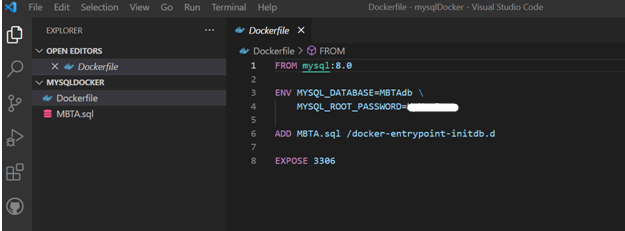 File Edit Selection View Go Run Terminal Help Dockerfile - mysqlDocker - Visual Studio Code
EXPLORER
OPEN EDITORS
Dockerfile
MYSQLDOCKER
Dockerfile
MBTA.sql
Dockerfile
Dockerfile > FROM
1 FROM mysql:8.0
2
3 ENV MYSQL_DATABASE=MBTAdb \
4 MYSQL_ROOT_PASSWORD=
5
6 ADD MBTA.sql /docker-entrypoint-initdb.d
7
8 EXPOSE 3306